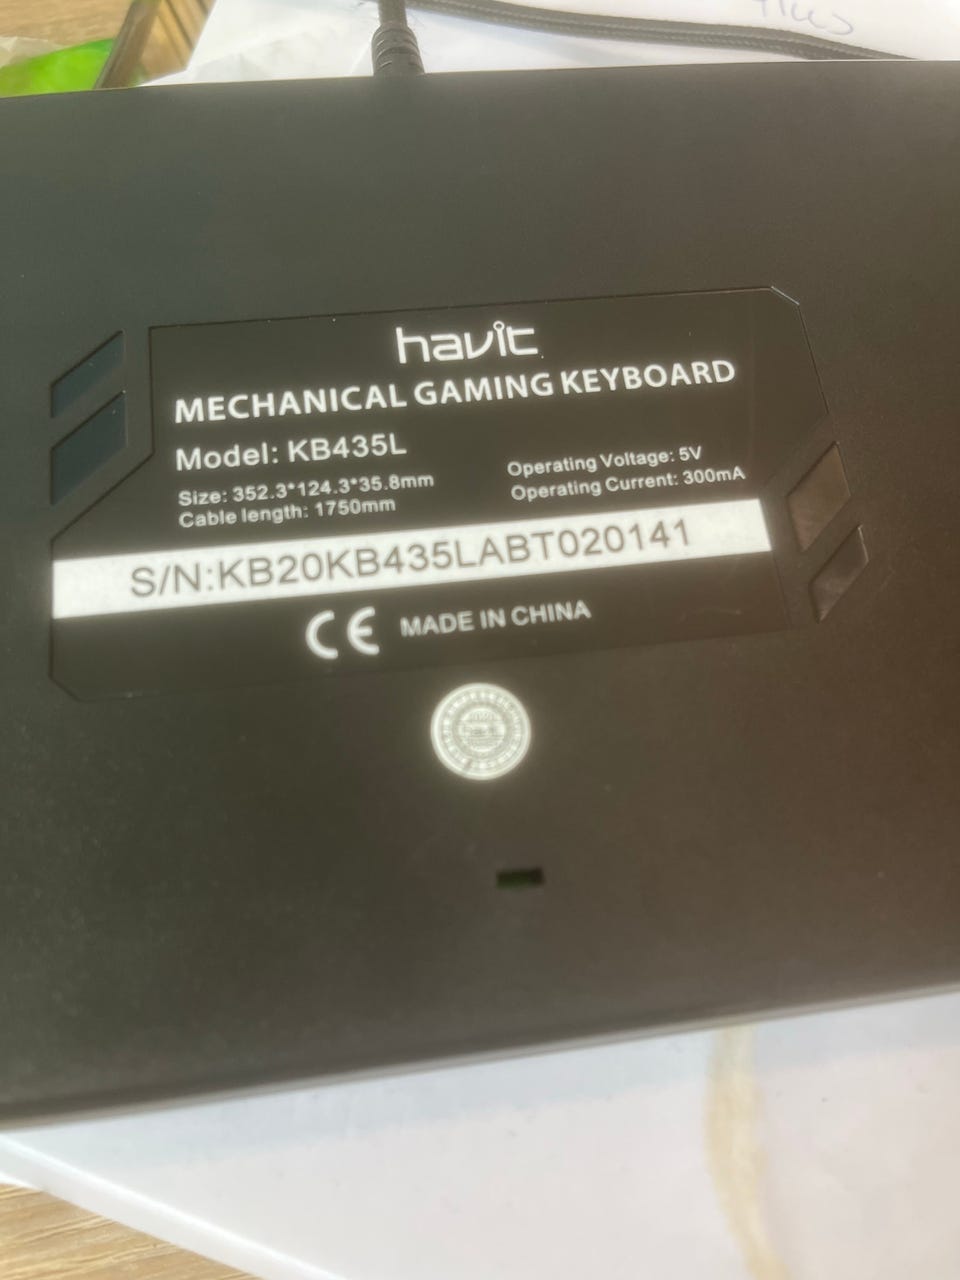 havit
MECHANICAL GAMING KEYBOARD
Model: KB435L
Size: 352.3*124.3*35.8mm
Cable length: 1750mm
Operating Voltage: 5V
Operating Current: 300mA
S/N:KB20KB435LABT020141
CE MADE IN CHINA